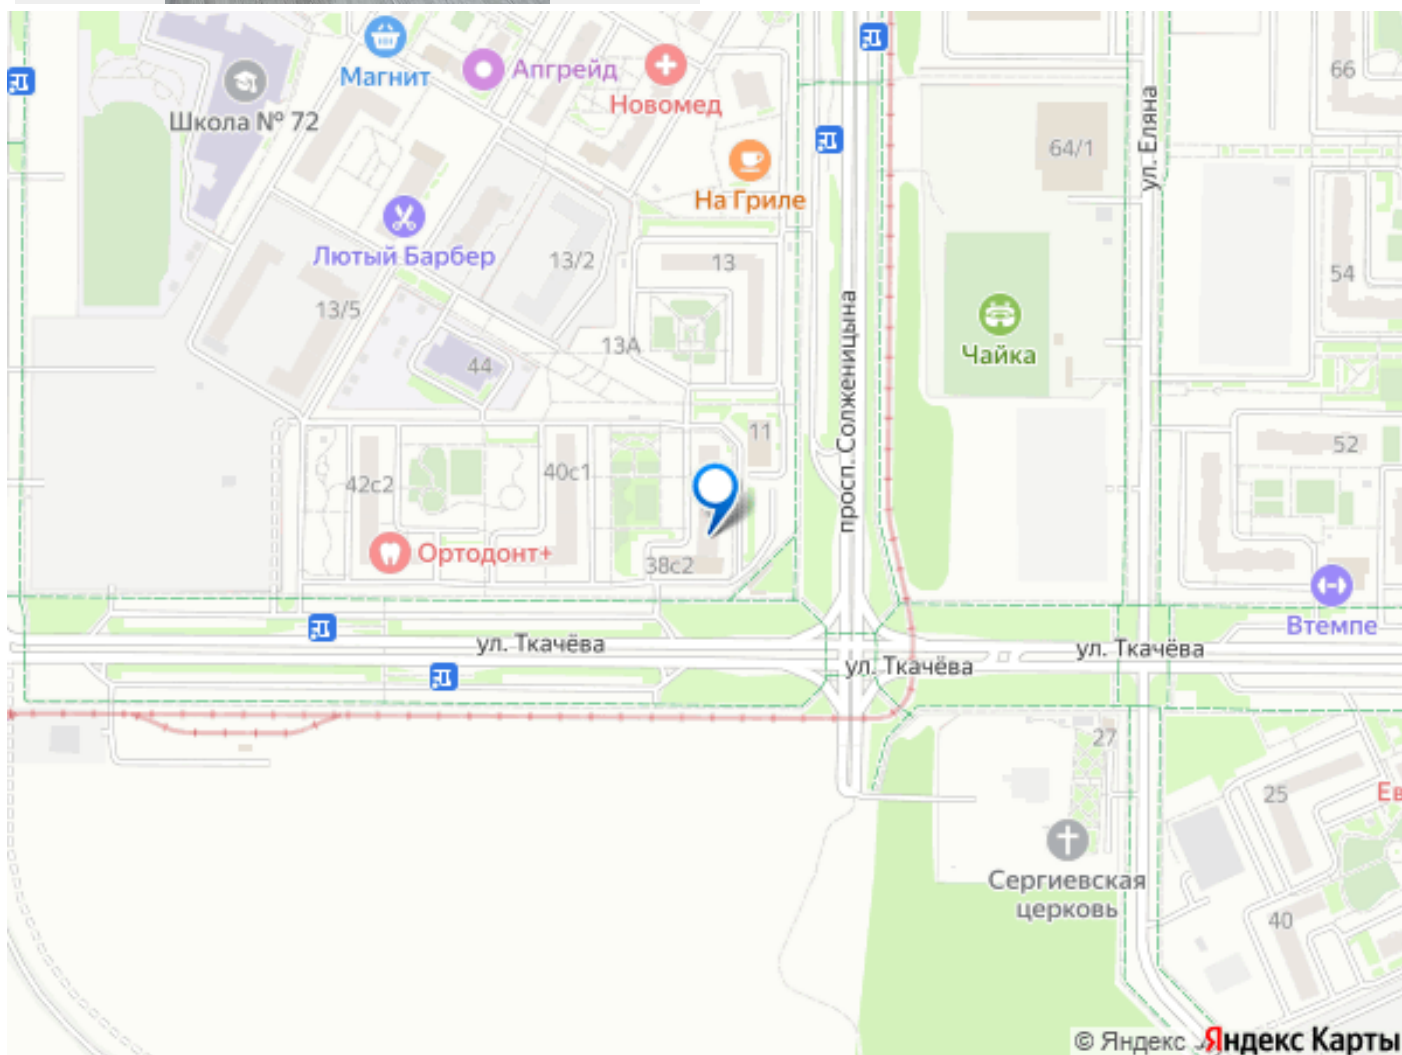 Магнит
Апгрейд
Новомед
66
Школа № 72
64/1
ул. Еляна
На Гриле
Лютый Барбер
13/2
13
54
13/5
просп. Солженицына
Чайка
13А
44
11
52
40с1
42с2
Ортодонт+
38с2
Втемпе
ул. Ткачёва
ул. Ткачёва
ул. Ткачёва
27
25
Ев
Сергиевская
церковь
40
© Яндекс
Яндекс Карты